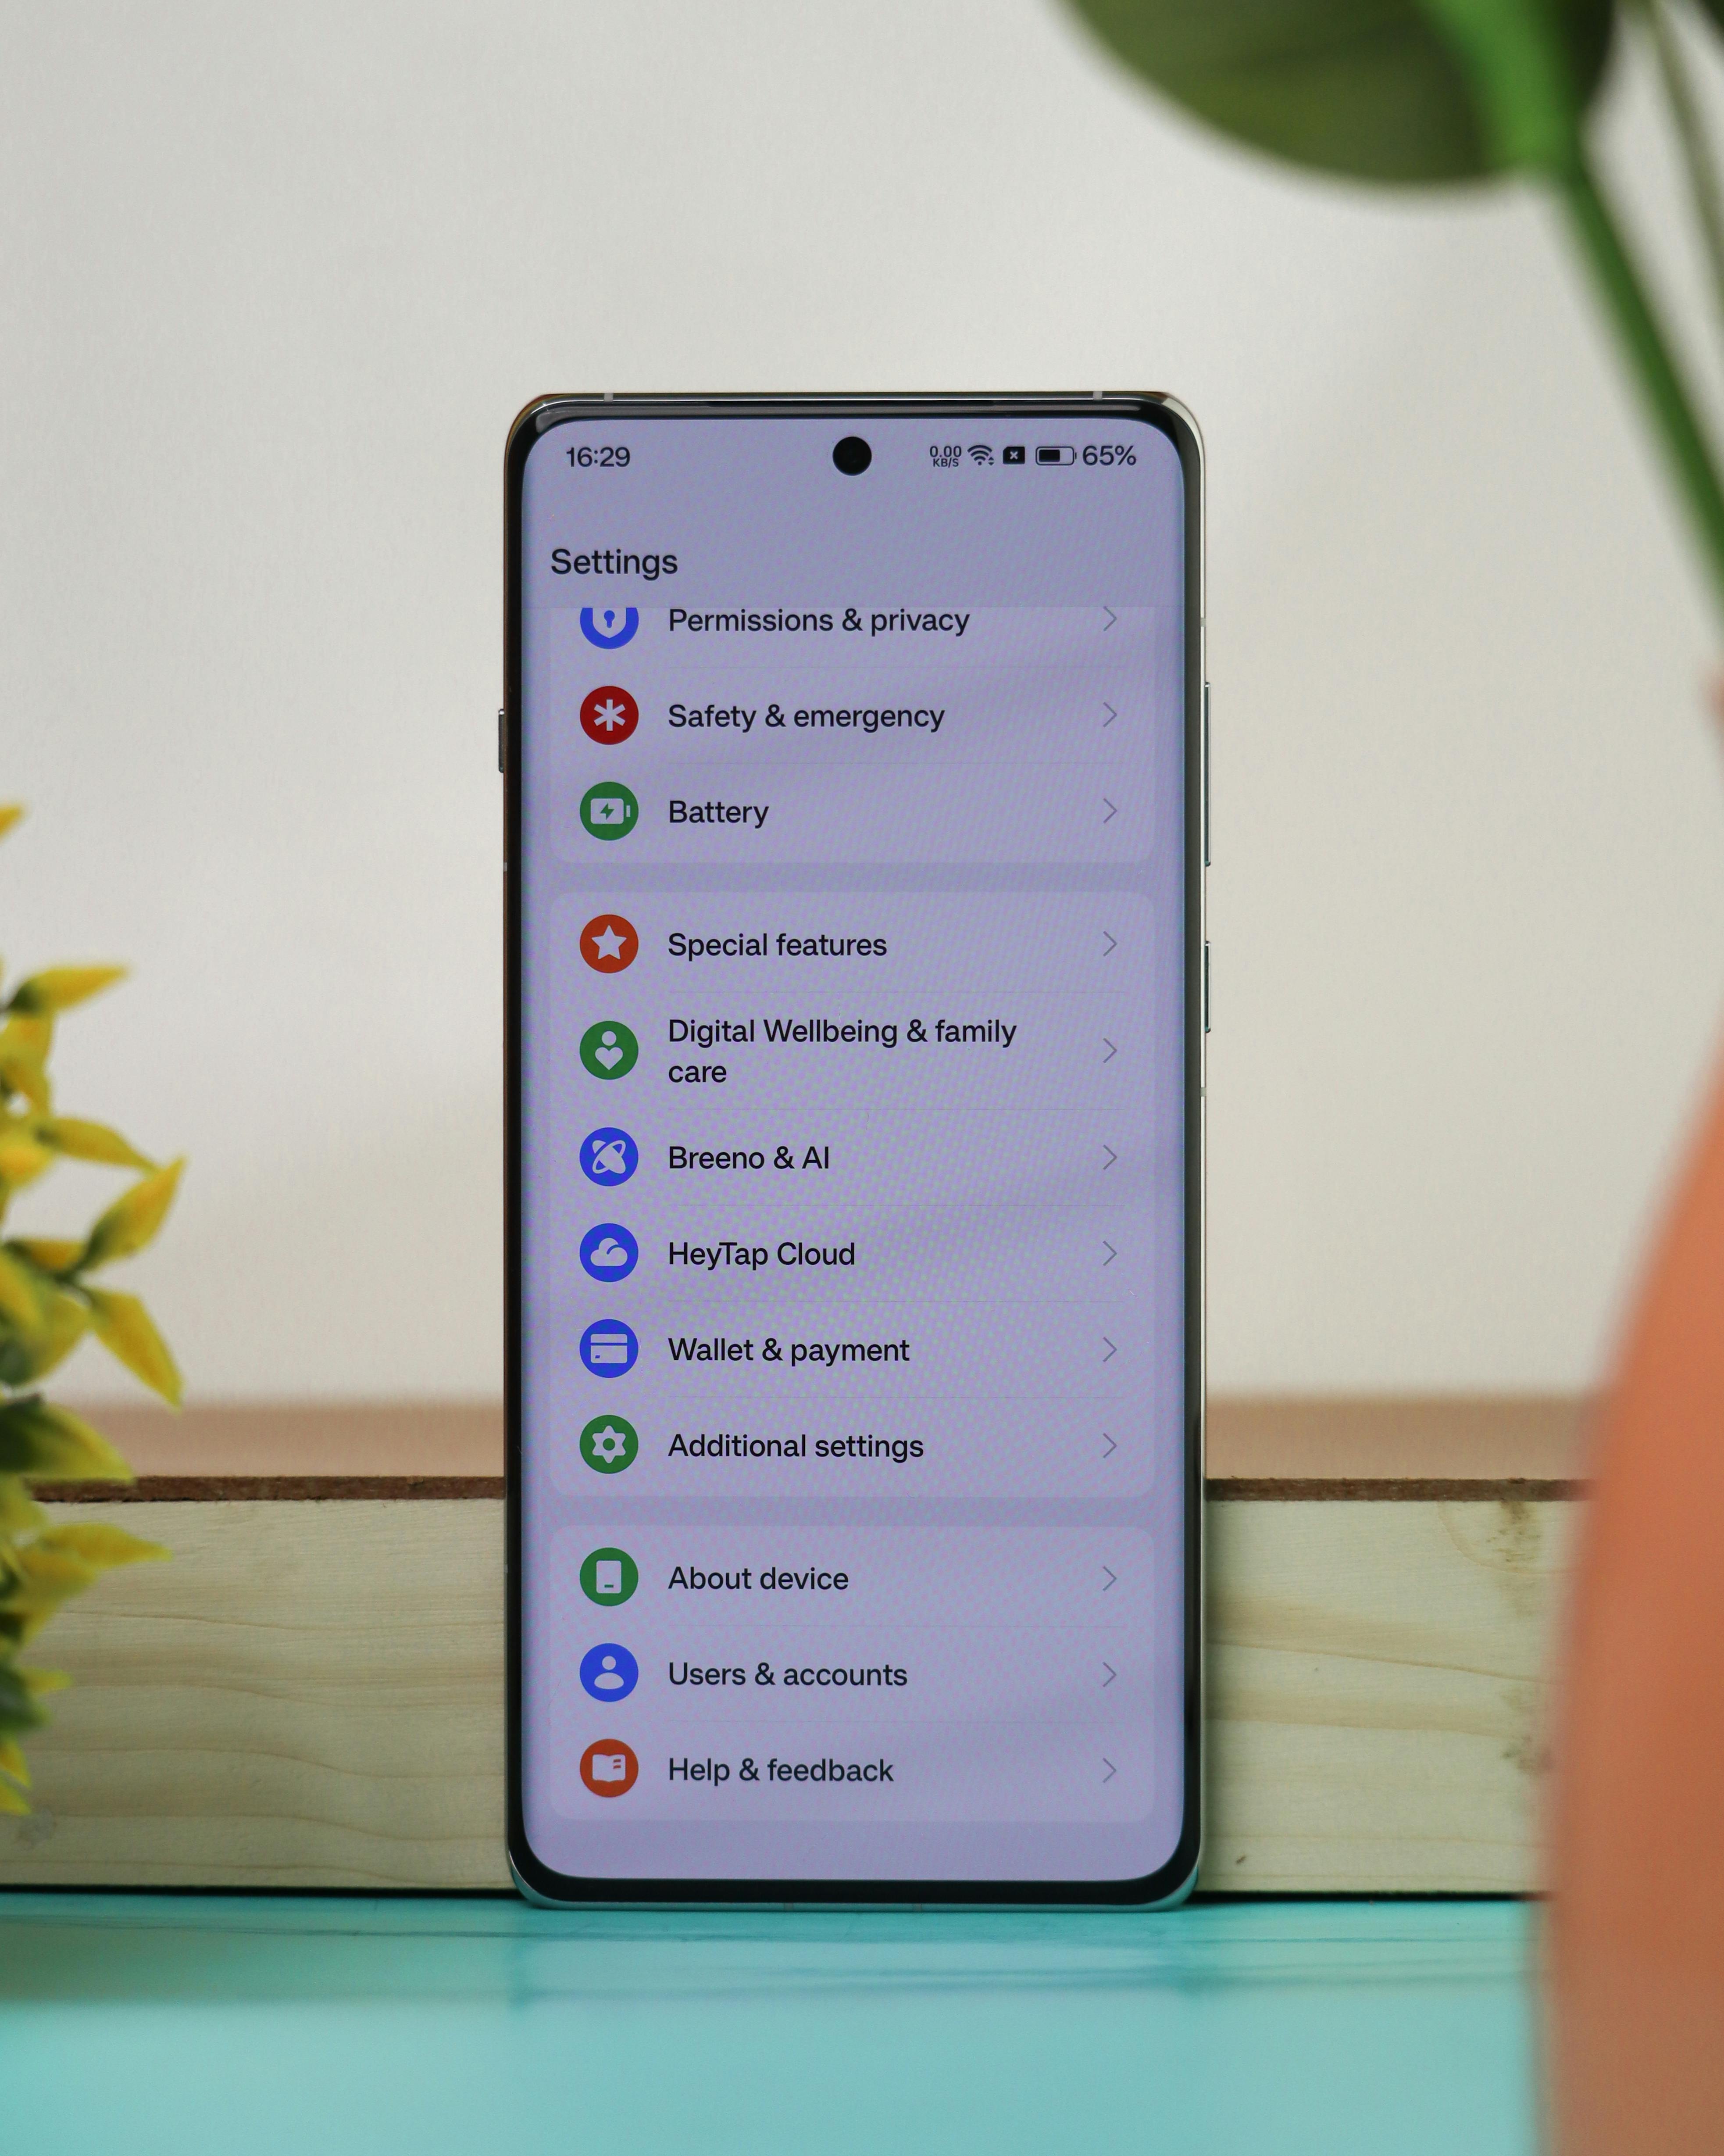 16:29
0.00
KB/S
65%
Settings
Permissions & privacy
Safety & emergency
Battery
Special features
Digital Wellbeing & family
care
Breeno & AI
HeyTap Cloud
Wallet & payment
Additional settings
About device
Users & accounts
Help & feedback